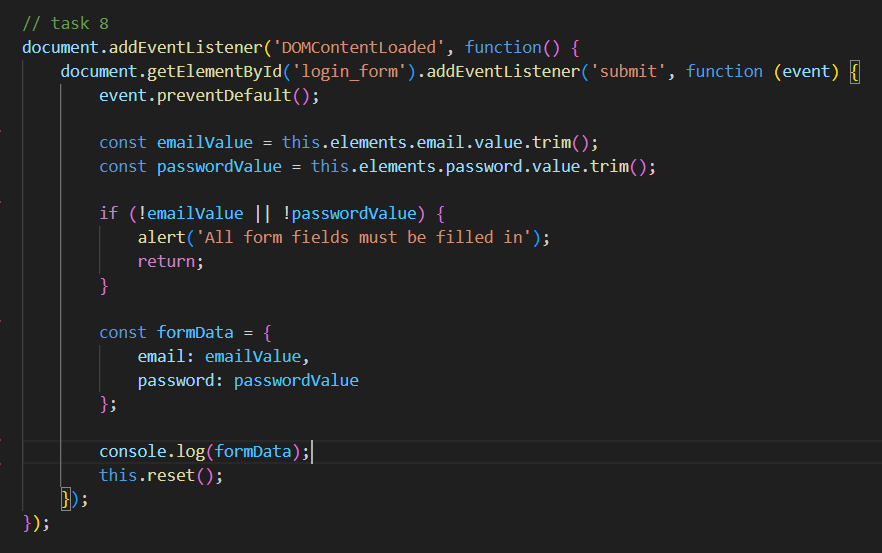 // task 8
document.addEventListener('DOMContentLoaded', function() {
    document.getElementById('login_form').addEventListener('submit', function (event) {
        event.preventDefault();

        const emailValue = this.elements.email.value.trim();
        const passwordValue = this.elements.password.value.trim();

        if (!emailValue || !passwordValue) {
            alert('All form fields must be filled in');
            return;
        }

        const formData = {
            email: emailValue,
            password: passwordValue
        };

        console.log(formData);
        this.reset();
    });
});